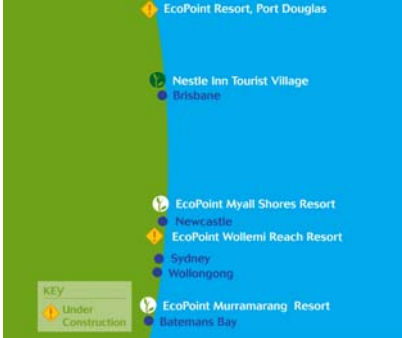 EcoPoint Resort, Port Douglas
Nestle Inn Tourist Village
Brisbane
EcoPoint Myall Shores Resort
Newcastle
EcoPoint Wollemi Reach Resort
Sydney
Wollongong
KEY
Under
Construction
EcoPoint Murramarang Resort
Batemans Bay